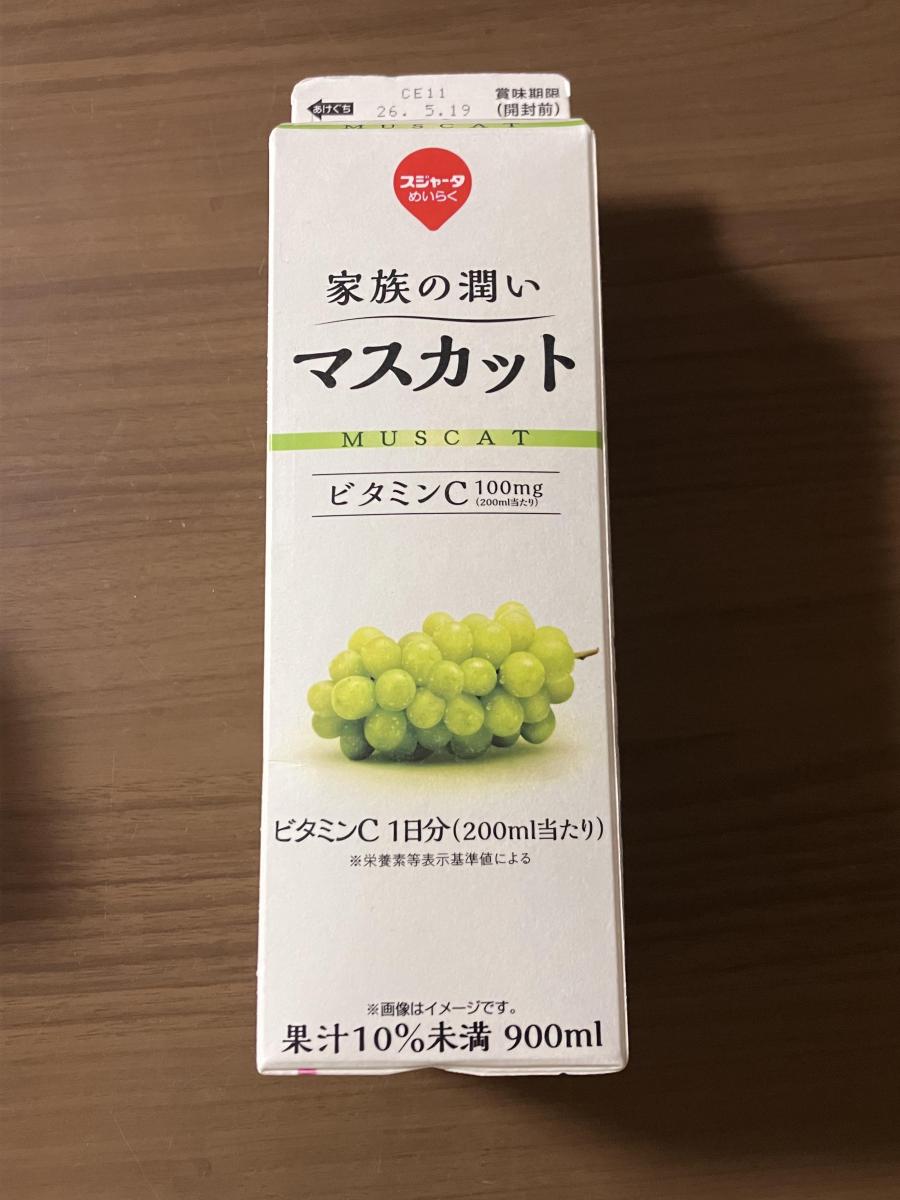 CE11
賞味期限
あけぐち
26. 5.19
(開封前)
MUSCAT
スジャータ
めいらく
家族の潤い
マスカット
MUSCAT
ビタミンC 100mg
(200ml当たり)
ビタミンC 1日分(200ml当たり)
※栄養素等表示基準値による
※画像はイメージです。
果汁10%未満 900ml